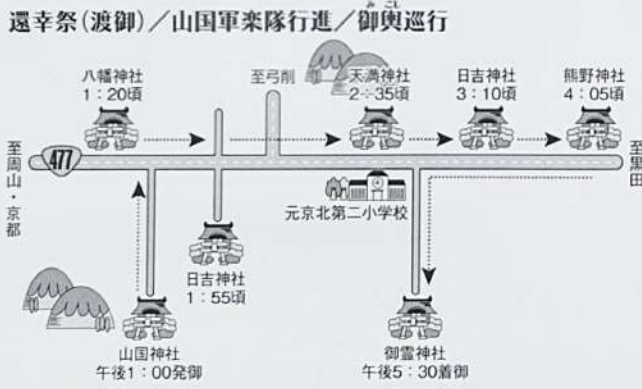 還幸祭(渡御)/山国軍楽隊行進/御輿巡行
みこし
八幡神社
1:20頃
至弓削
天満神社
2:35頃
日吉神社
3:10頃
熊野神社
4:05頃
至周山・京都
477
至黒田
元京北第二小学校
日吉神社
1:55頃
山国神社
午後1:00発御
御霊神社
午後5:30着御